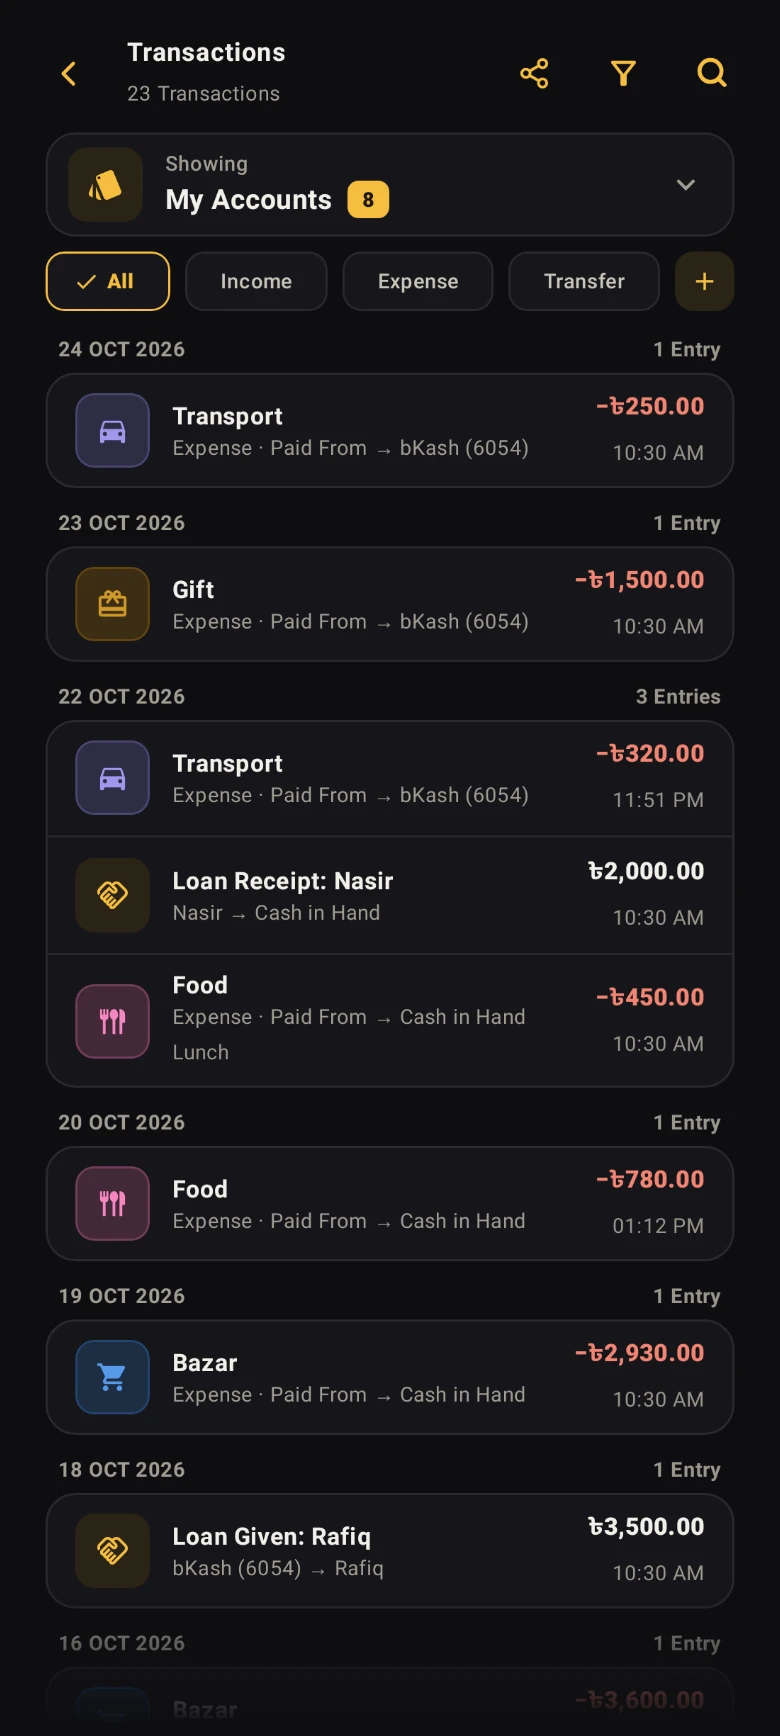 Transactions
23 Transactions
Showing
My Accounts 8
All Income Expense Transfer +
24 OCT 2026 1 Entry
Transport −৳250.00
Expense · Paid From → bKash (6054) 10:30 AM
23 OCT 2026 1 Entry
Gift −৳1,500.00
Expense · Paid From → bKash (6054) 10:30 AM
22 OCT 2026 3 Entries
Transport −৳320.00
Expense · Paid From → bKash (6054) 11:51 PM
Loan Receipt: Nasir ৳2,000.00
Nasir → Cash in Hand 10:30 AM
Food −৳450.00
Expense · Paid From → Cash in Hand
Lunch 10:30 AM
20 OCT 2026 1 Entry
Food −৳780.00
Expense · Paid From → Cash in Hand 01:12 PM
19 OCT 2026 1 Entry
Bazar −৳2,930.00
Expense · Paid From → Cash in Hand 10:30 AM
18 OCT 2026 1 Entry
Loan Given: Rafiq ৳3,500.00
bKash (6054) → Rafiq 10:30 AM
16 OCT 2026 1 Entry
Bazar −৳3,600.00